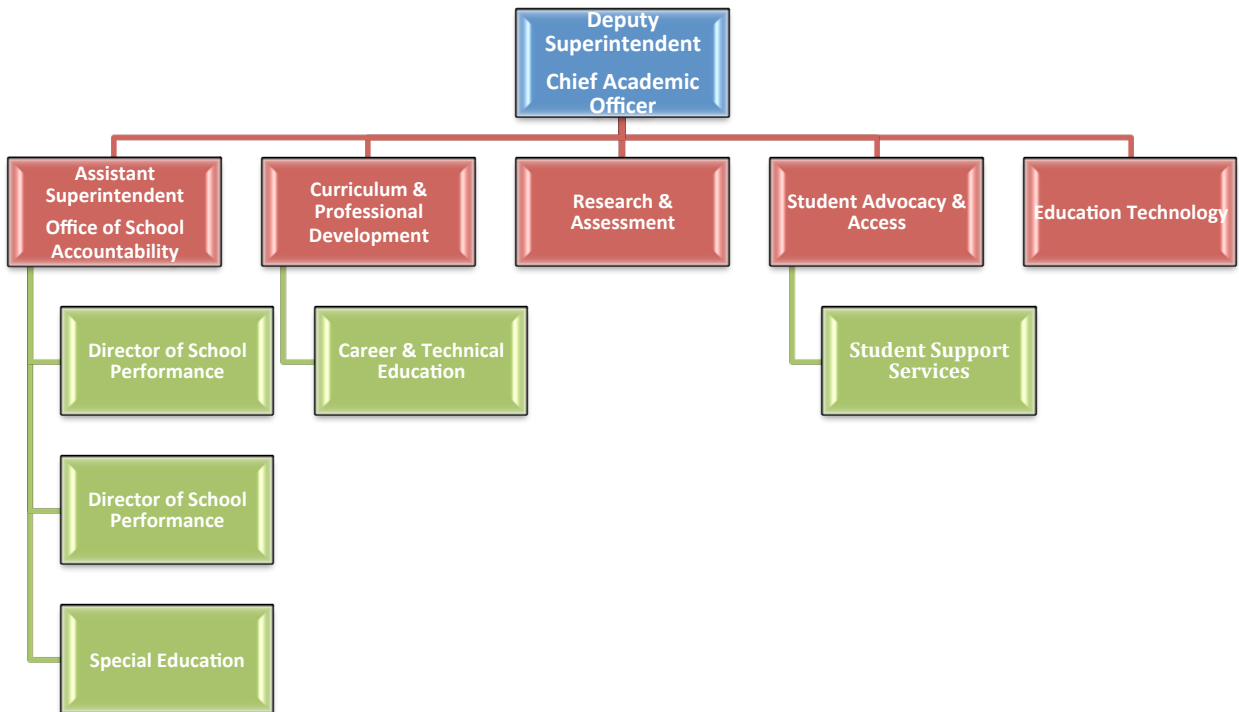 Deputy
Superintendent
Chief Academic
Officer
Assistant
Superintendent
Office of School
Accountability
Curriculum &
Professional
Development
Research &
Assessment
Student Advocacy &
Access
Education Technology
Director of School
Performance
Career & Technical
Education
Student Support
Services
Director of School
Performance
Special Education